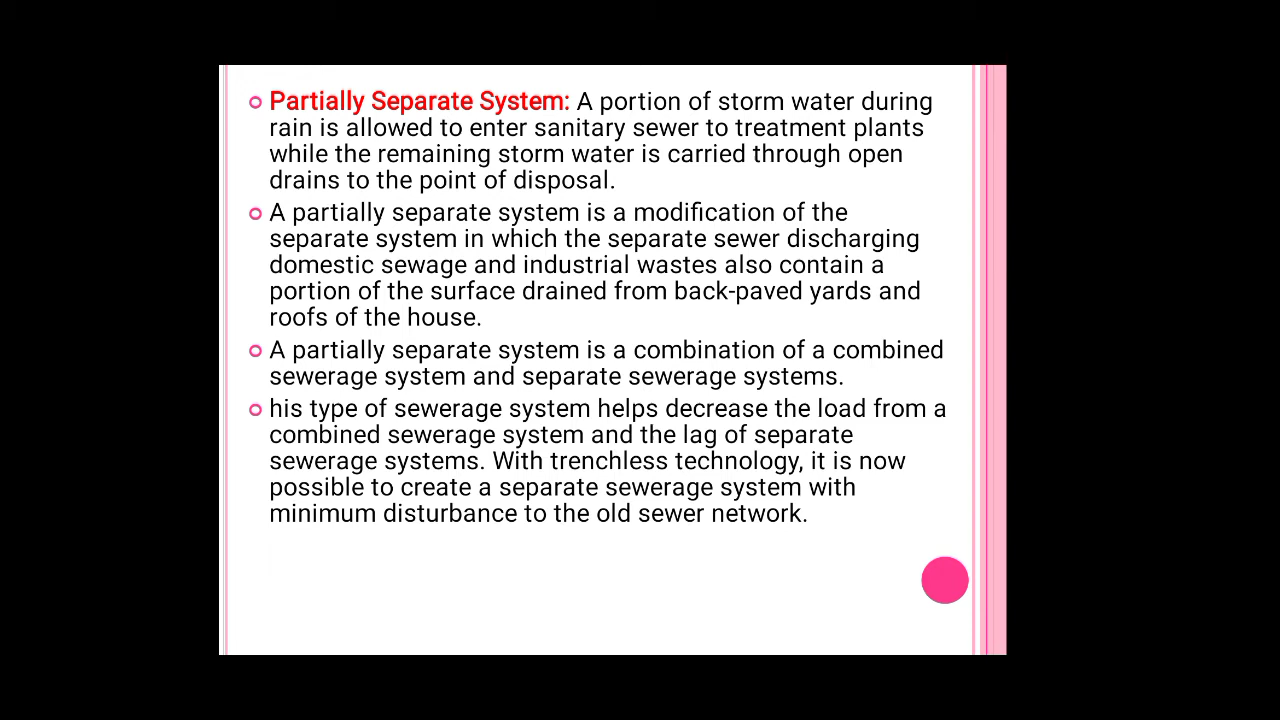 Partially Separate System: A portion of storm water during
rain is allowed to enter sanitary sewer to treatment plants
while the remaining storm water is carried through open
drains to the point of disposal.
A partially separate system is a modification of the
separate system in which the separate sewer discharging
domestic sewage and industrial wastes also contain a
portion of the surface drained from back-paved yards and
roofs of the house.
A partially separate system is a combination of a combined
sewerage system and separate sewerage systems.
his type of sewerage system helps decrease the load from a
combined sewerage system and the lag of separate
sewerage systems. With trenchless technology, it is now
possible to create a separate sewerage system with
minimum disturbance to the old sewer network.